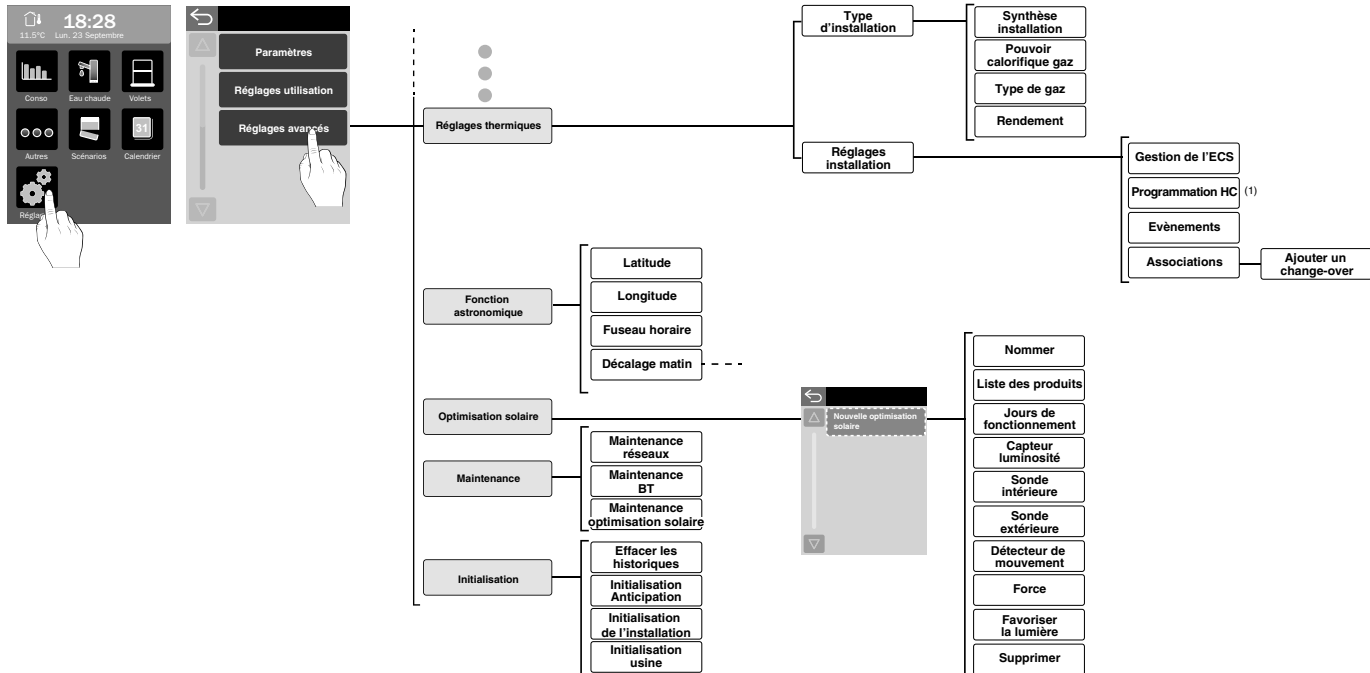 18:28
11.5°C Lun. 23 Septembre
Conso
Eau chaude
Volets
Autres
Scénarios
31
Calendrier
Paramètres
Réglages utilisation
Réglages avancés
Réglages thermiques
Type
d'installation
Synthèse
installation
Pouvoir
calorifique gaz
Type de gaz
Rendement
Réglages
installation
Gestion de l'ECS
Programmation HC (1)
Evènements
Associations
Ajouter un
change-over
Fonction
astronomique
Latitude
Longitude
Fuseau horaire
Décalage matin
Optimisation solaire
Nouvelle optimisation
solaire
Nommer
Liste des produits
Jours de
fonctionnement
Capteur
luminosité
Sonde
intérieure
Sonde
extérieure
Détecteur de
mouvement
Force
Favoriser
la lumière
Supprimer
Maintenance
Maintenance
réseaux
Maintenance
BT
Maintenance
optimisation solaire
Initialisation
Effacer les
historiques
Initialisation
Anticipation
Initialisation
de l'installation
Initialisation
usine